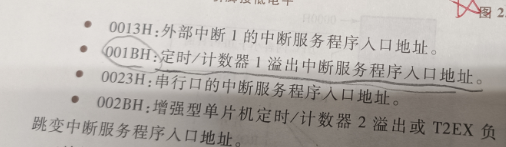 图 2
0013H:外部中断 1 的中断服务程序入口地址。
001BH:定时/计数器 1 溢出中断服务程序入口地址。
0023H:串行口的中断服务程序入口地址。
002BH:增强型单片机定时/计数器 2 溢出或 T2EX 负
跳变中断服务程序入口地址。